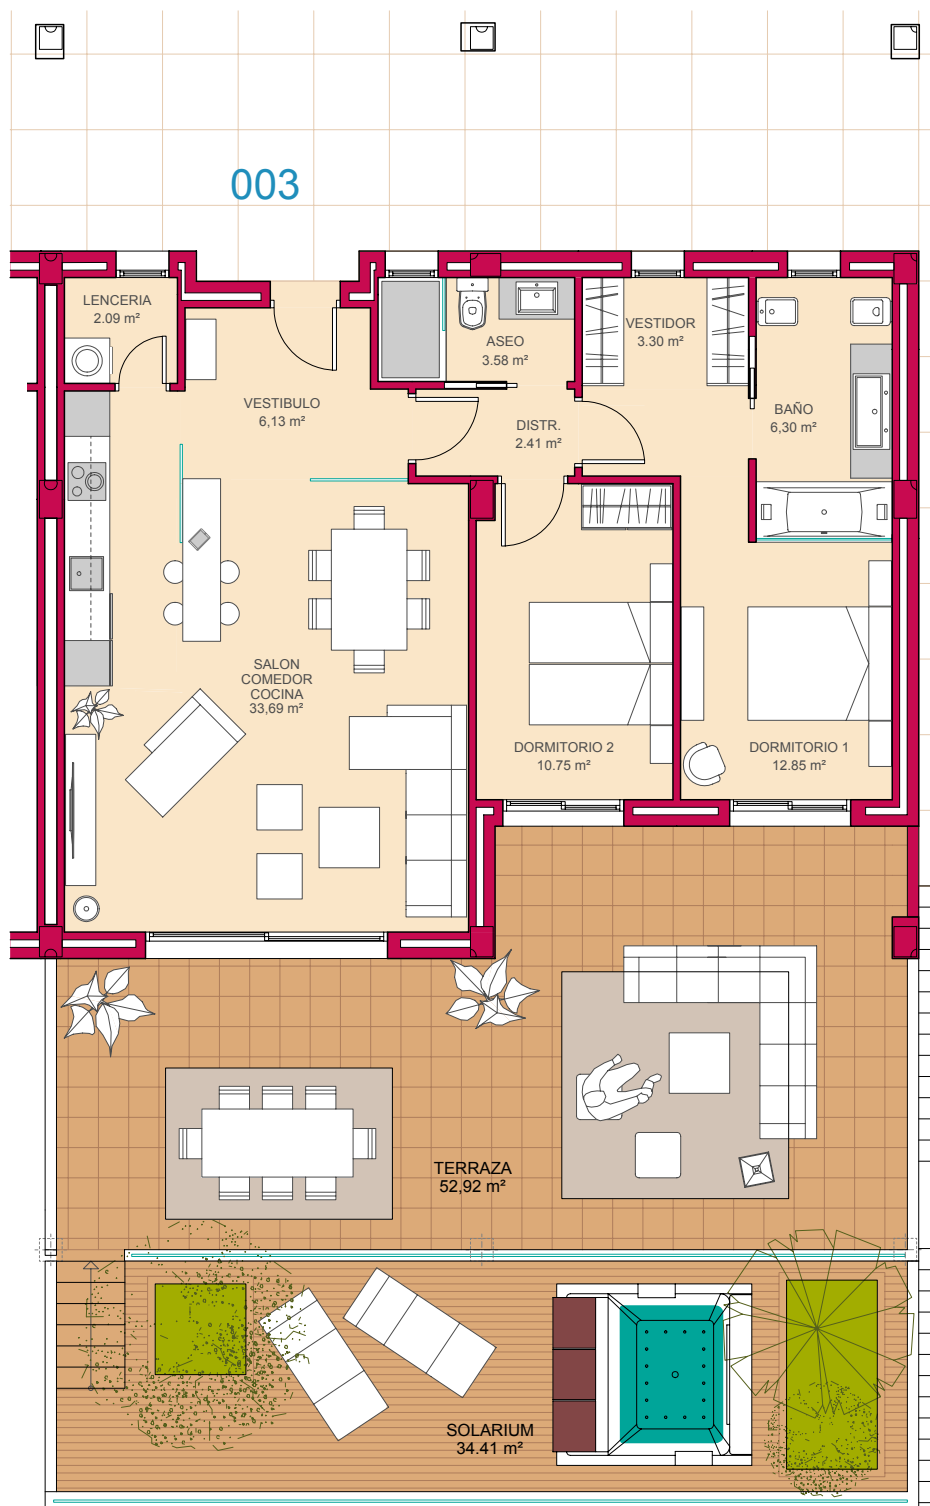 003
LENCERIA
2.09 m²
ASEO
3.58 m²
VESTIDOR
3.30 m²
VESTIBULO
6,13 m²
DISTR.
2.41 m²
BAÑO
6,30 m²
SALON
COMEDOR
COCINA
33,69 m²
DORMITORIO 2
10.75 m²
DORMITORIO 1
12.85 m²
TERRAZA
52,92 m²
SOLARIUM
34.41 m²